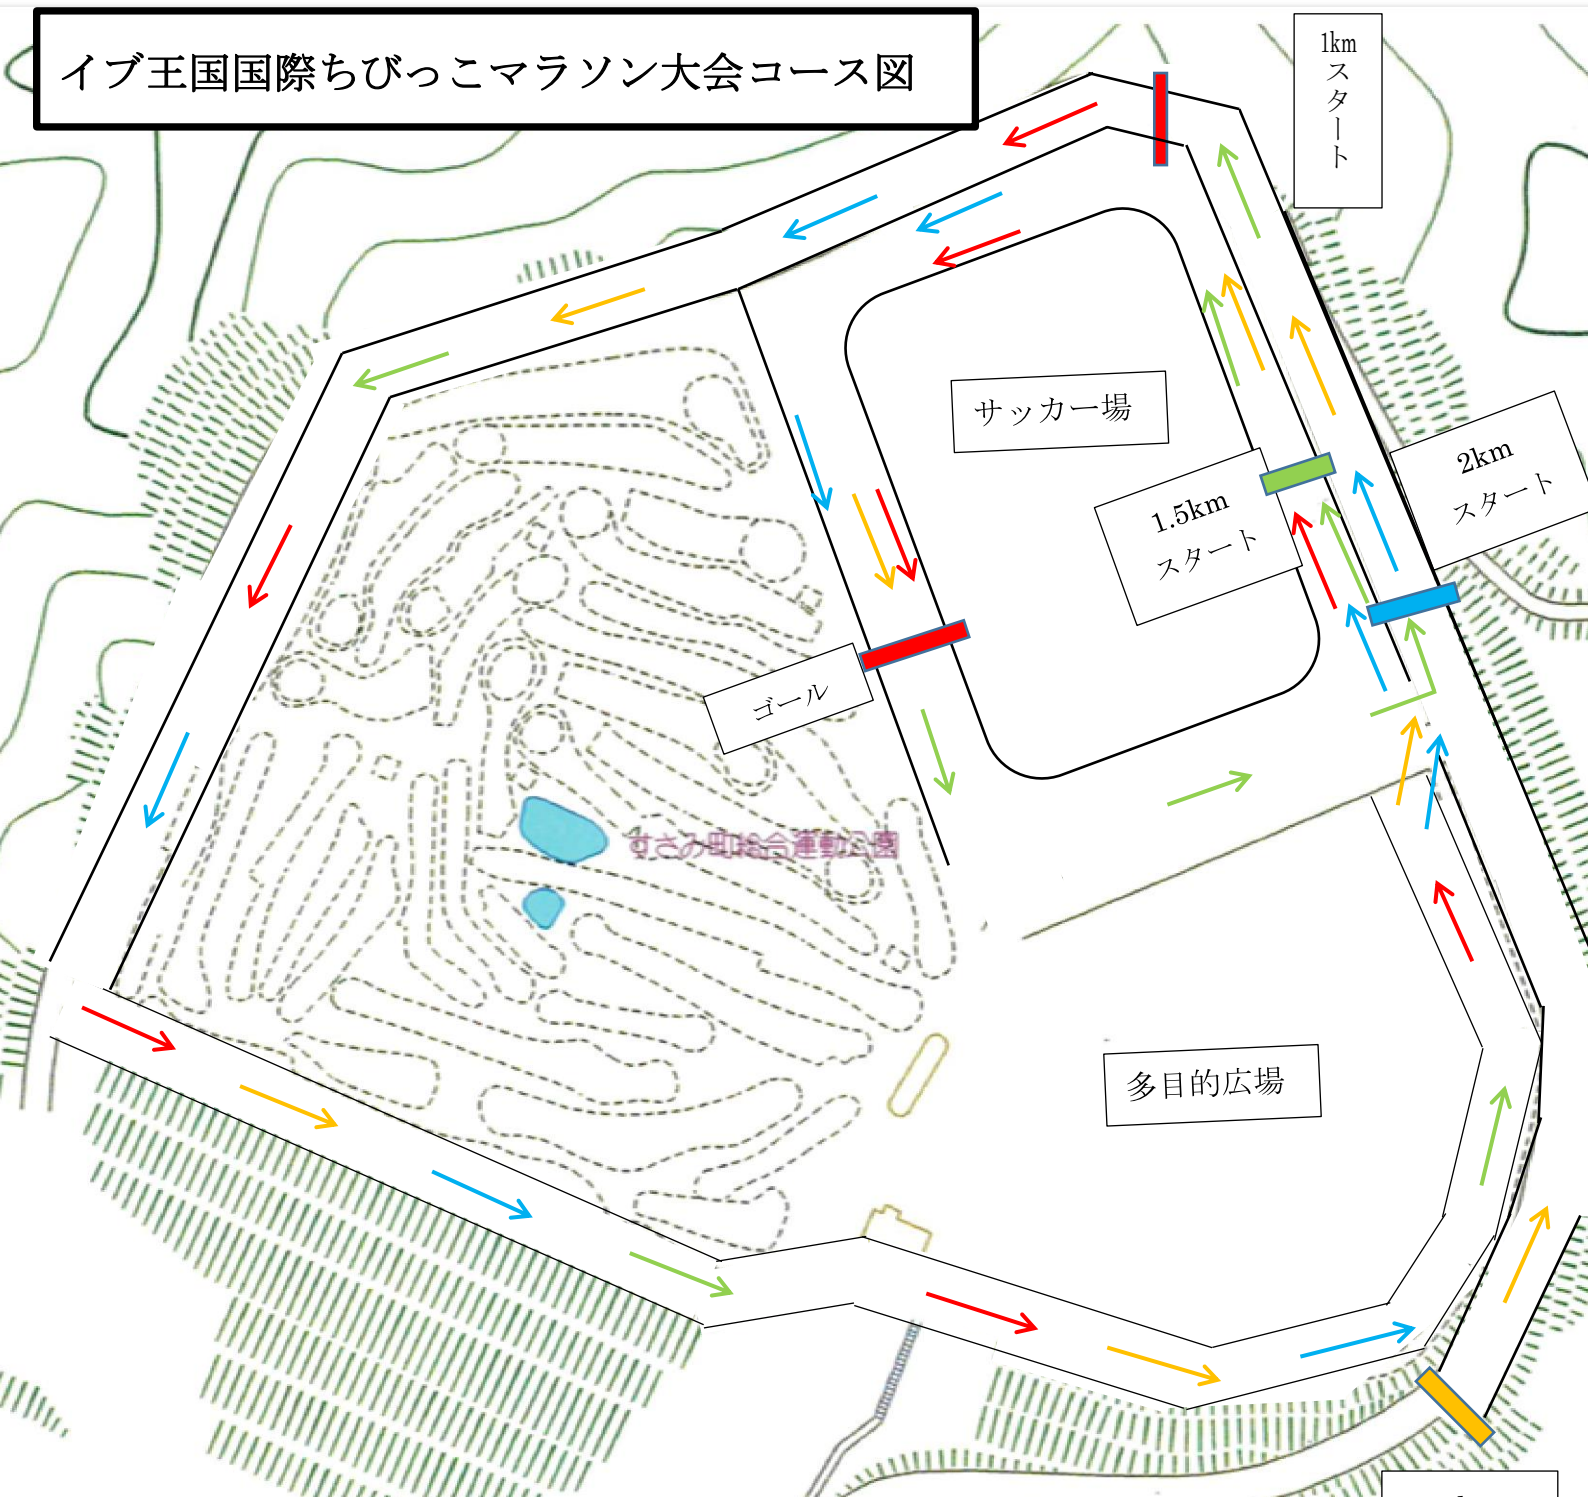 イブ王国国際ちびっこマラソン大会コース図
1km
スタート
サッカー場
2km
スタート
1.5km
スタート
ゴール
すさみ町総合運動公園
多目的広場